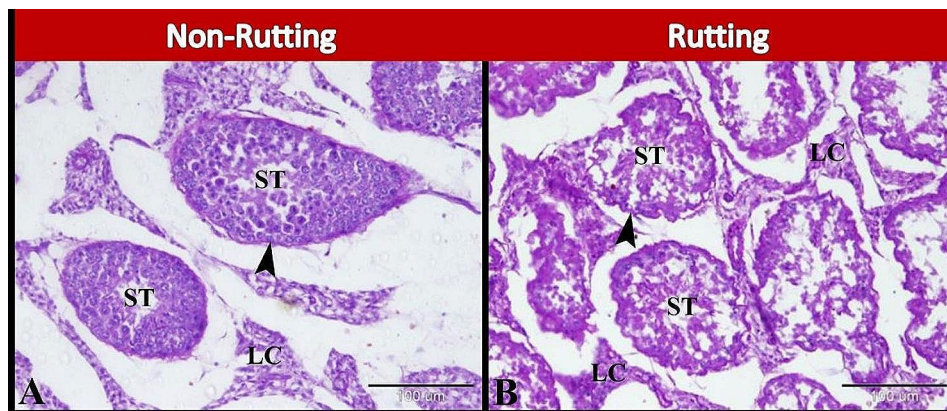 Non-Rutting
Rutting
ST
ST
LC
A
100 um
ST
LC
ST
LC
B
100 um